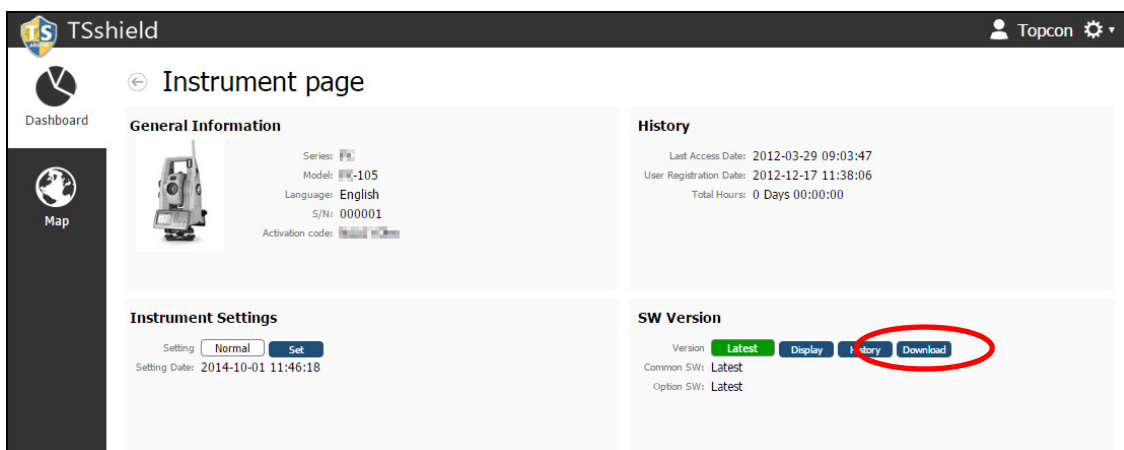 TS TSshield Topcon
Dashboard
Map
Instrument page
General Information
Series:
Model: -105
Language: English
S/N: 000001
Activation code:
History
Last Access Date: 2012-03-29 09:03:47
User Registration Date: 2012-12-17 11:38:06
Total Hours: 0 Days 00:00:00
Instrument Settings
Setting Normal Set
Setting Date: 2014-10-01 11:46:18
SW Version
Version Latest Display History Download
Common SW: Latest
Option SW: Latest